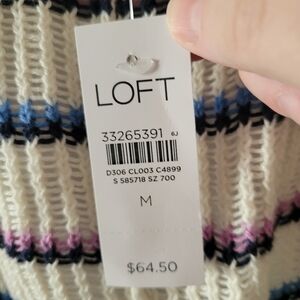 LOFT
33265391 6J
D306 CL003 C4899
S 585718 SZ 700
M
$64.50